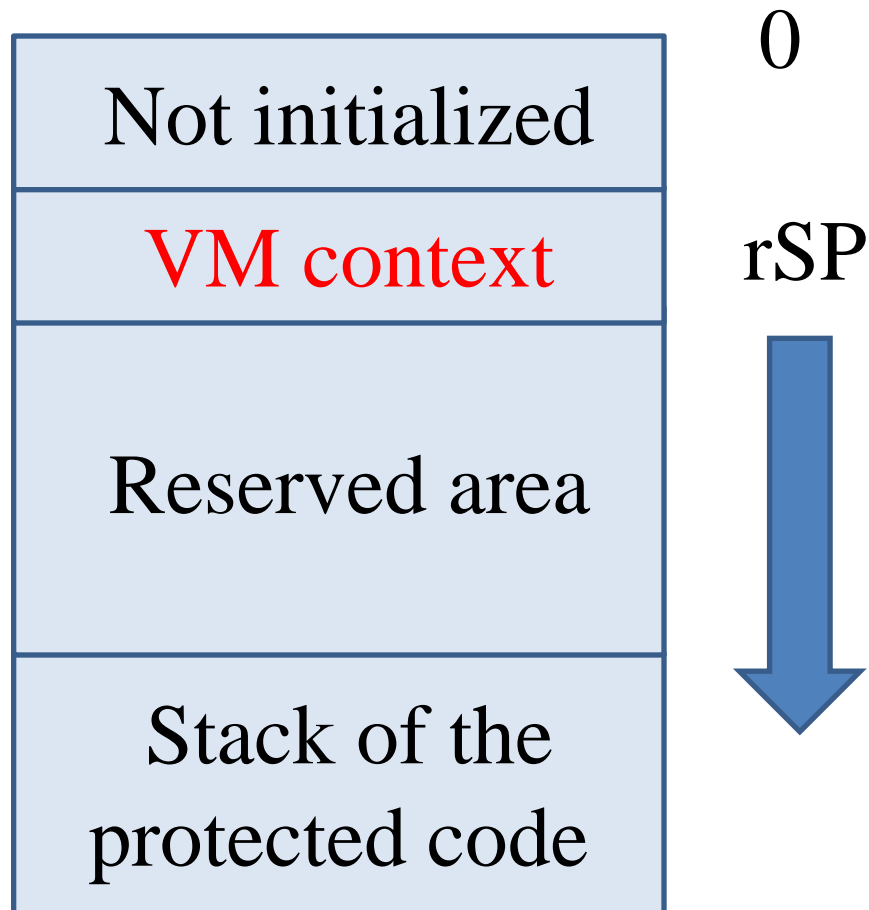 0
Not initialized
VM context
rSP
Reserved area
Stack of the
protected code